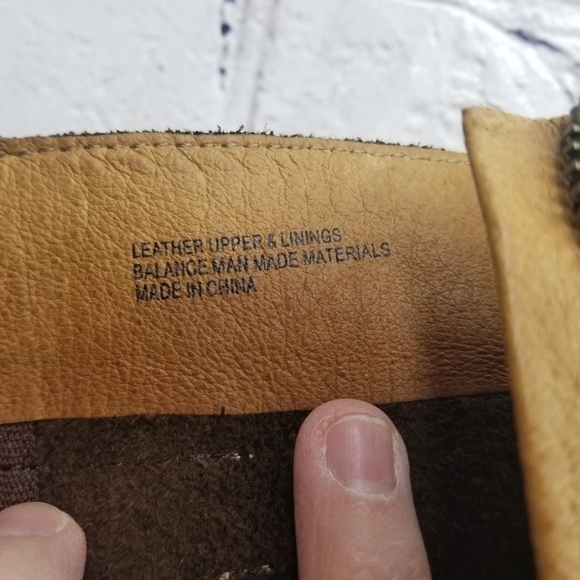 LEATHER UPPER & LININGS
BALANCE MAN MADE MATERIALS
MADE IN CHINA